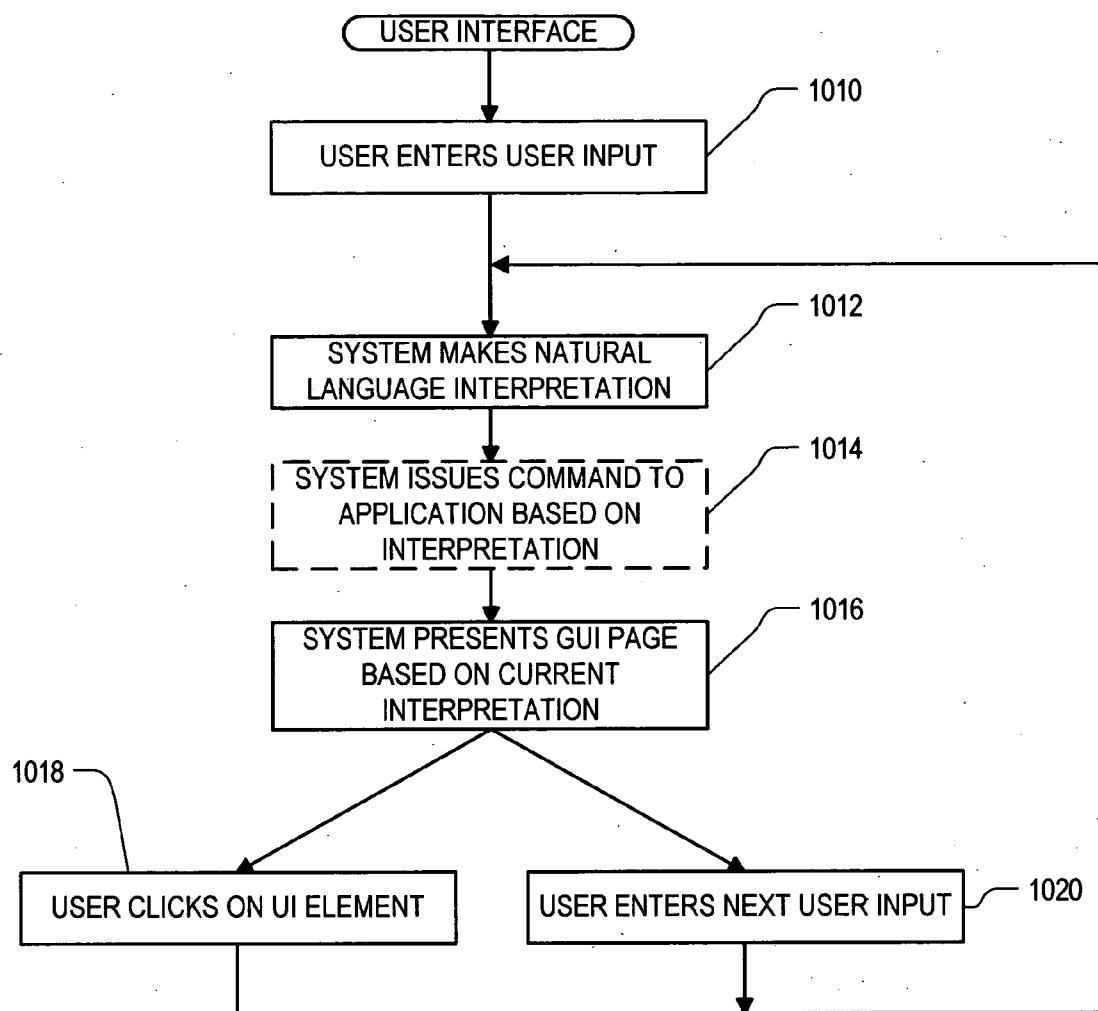 USER INTERFACE
1010
USER ENTERS USER INPUT
1012
SYSTEM MAKES NATURAL
LANGUAGE INTERPRETATION
1014
SYSTEM ISSUES COMMAND TO
APPLICATION BASED ON
INTERPRETATION
1016
SYSTEM PRESENTS GUI PAGE
BASED ON CURRENT
INTERPRETATION
1018
USER CLICKS ON UI ELEMENT
USER ENTERS NEXT USER INPUT
1020